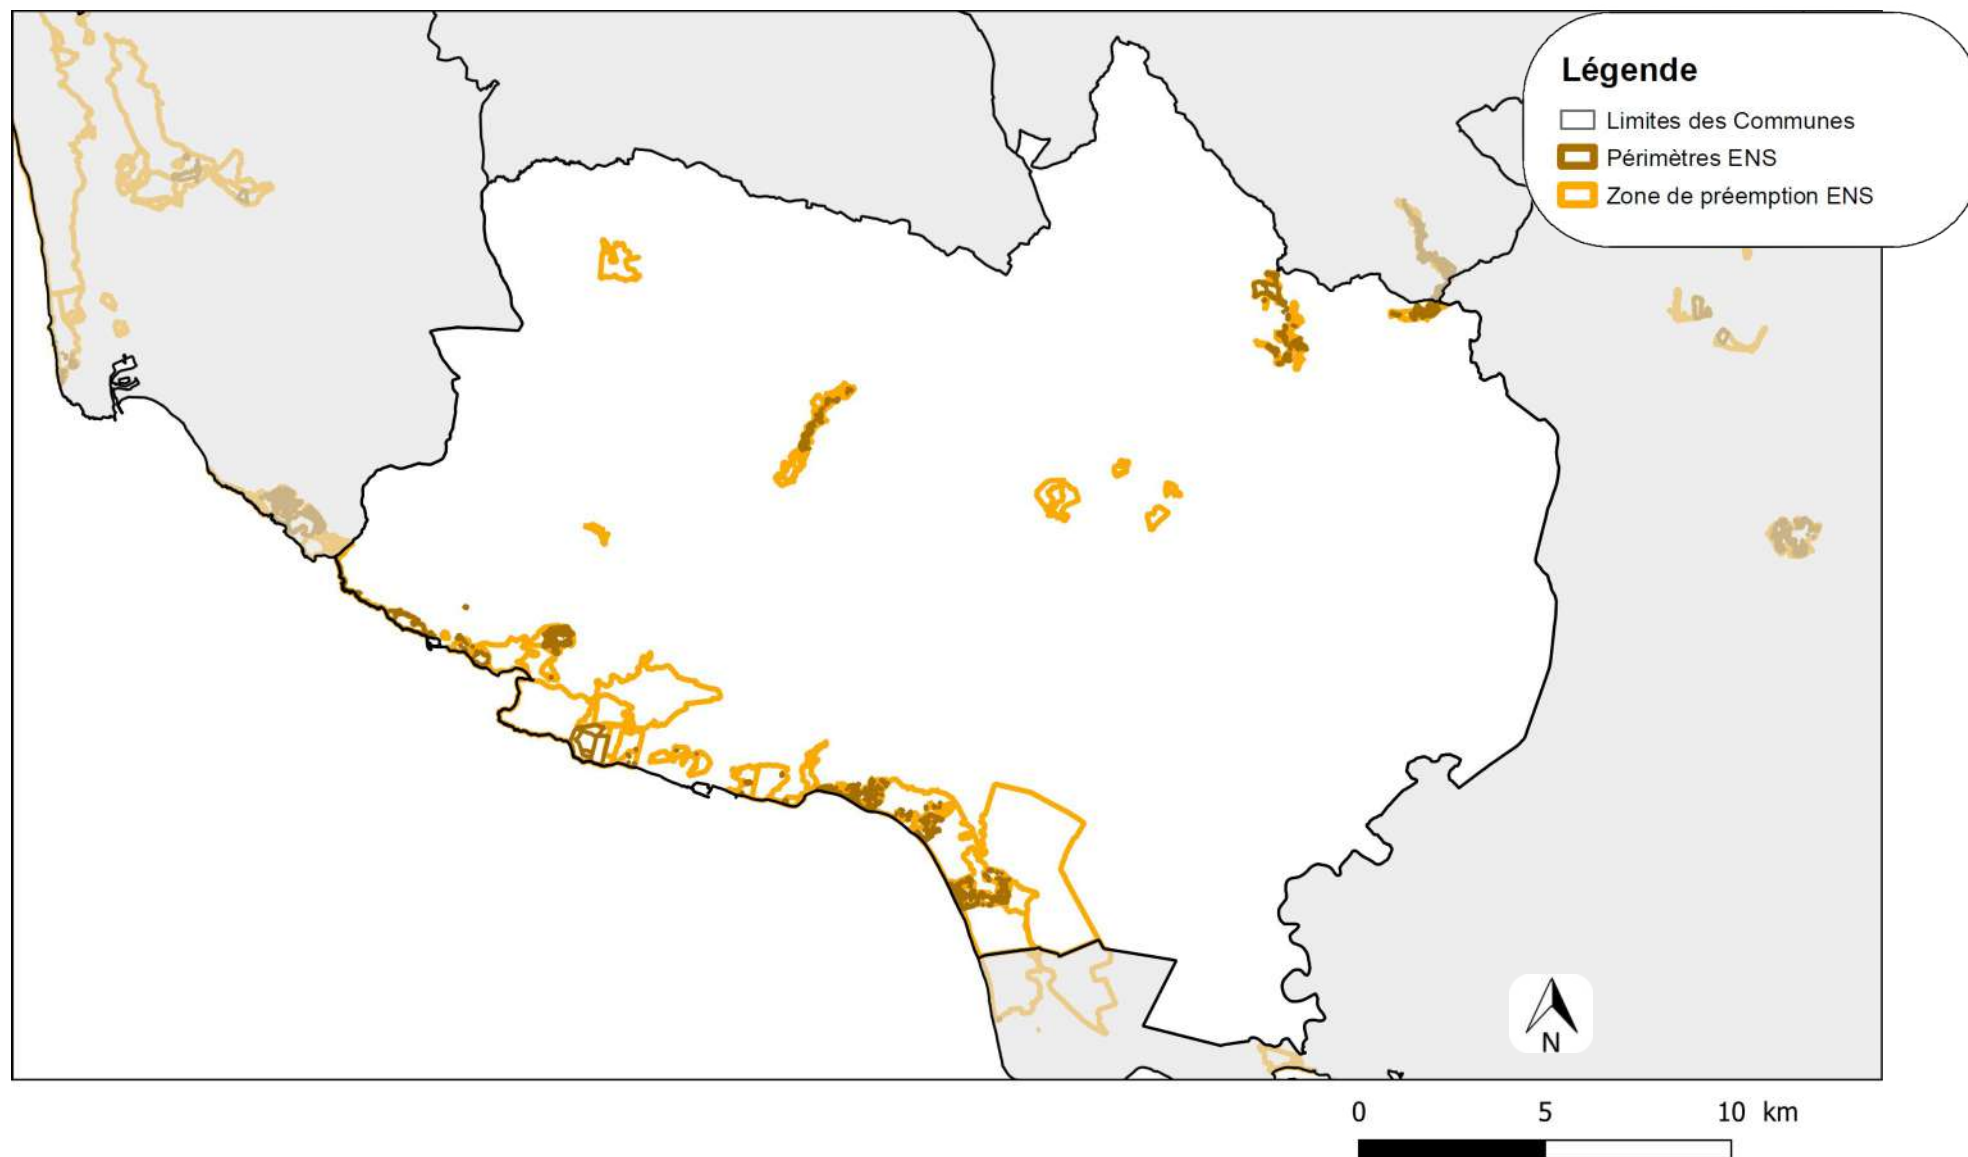 Légende
Limites des Communes
Périmètres ENS
Zone de préemption ENS
N
0 5 10 km